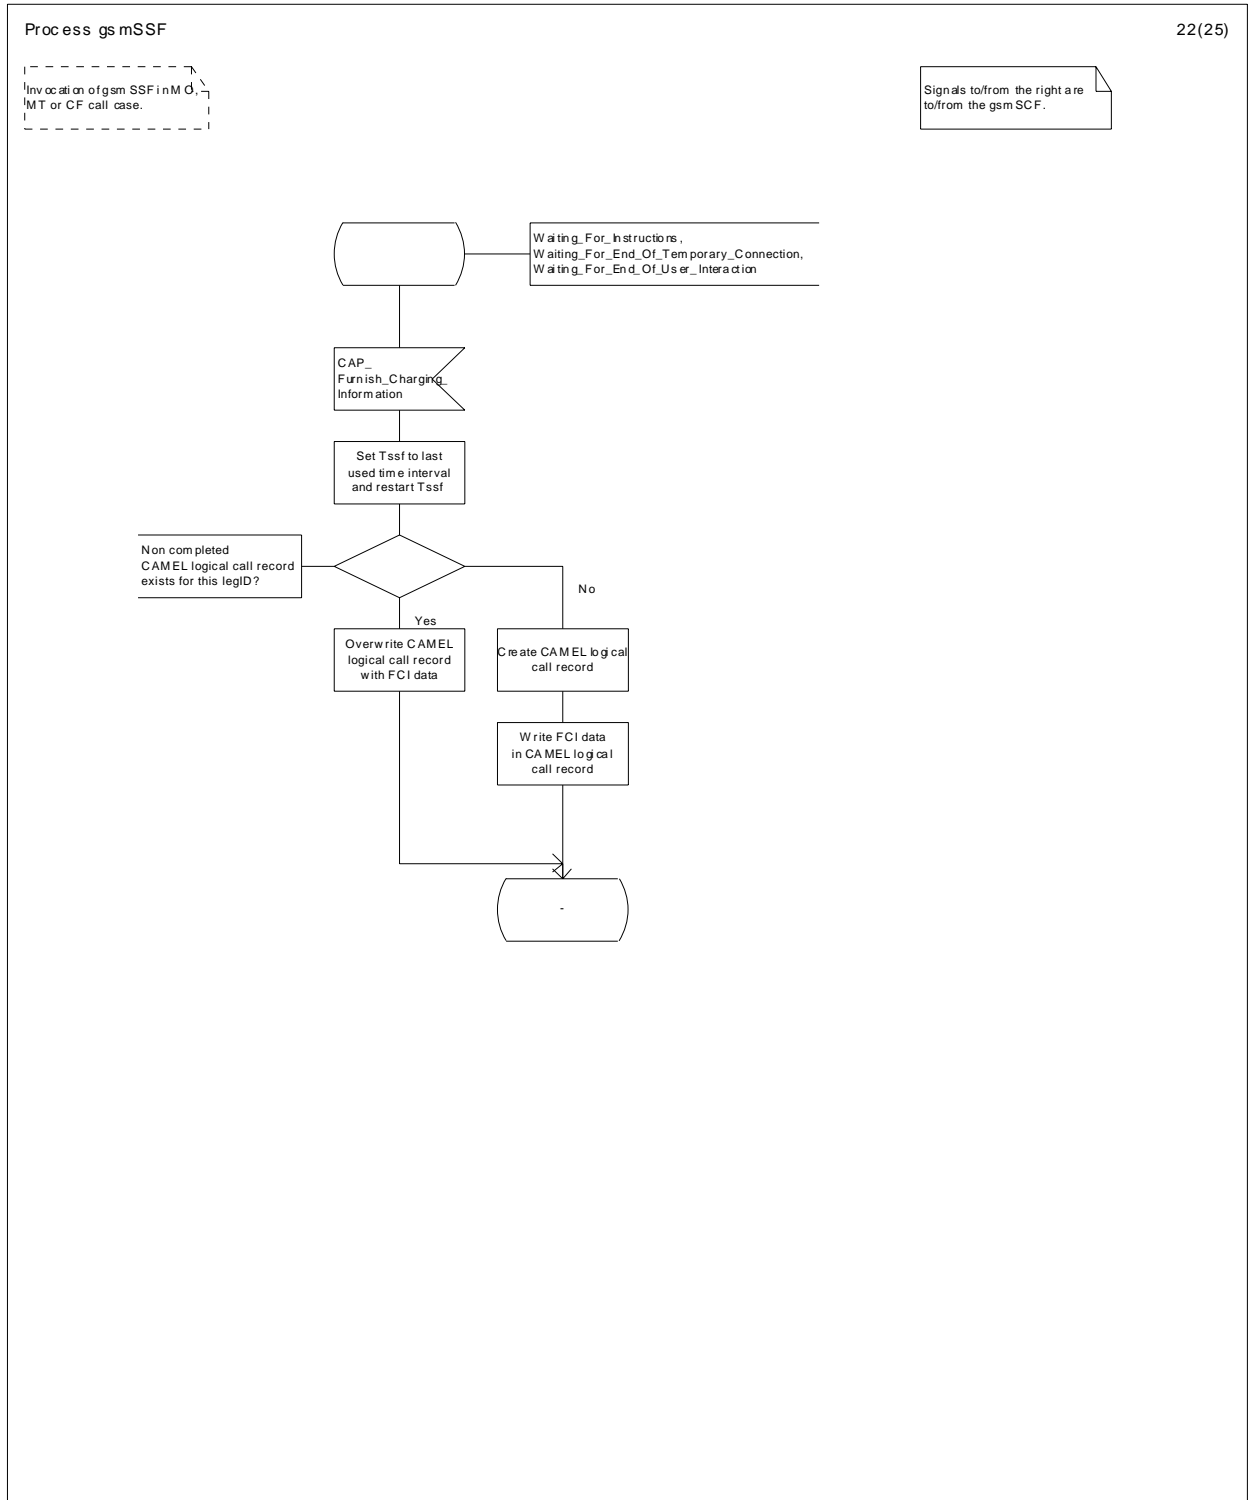 Process gsmSSF
22(25)
Invocation of gsm SSF in MO,
MT or CF call case.
Signals to/from the right are
to/from the gsmSCF.
Waiting_For_Instructions,
Waiting_For_End_Of_Temporary_Connection,
Waiting_For_End_Of_User_Interaction
CAP_
Furnish_Charging_
Information
Set Tssf to last
used time interval
and restart Tssf
Non completed
CAMEL logical call record
exists for this legID?
No
Yes
Overwrite CAMEL
logical call record
with FCI data
Create CAMEL logical
call record
Write FCI data
in CAMEL logical
call record
-